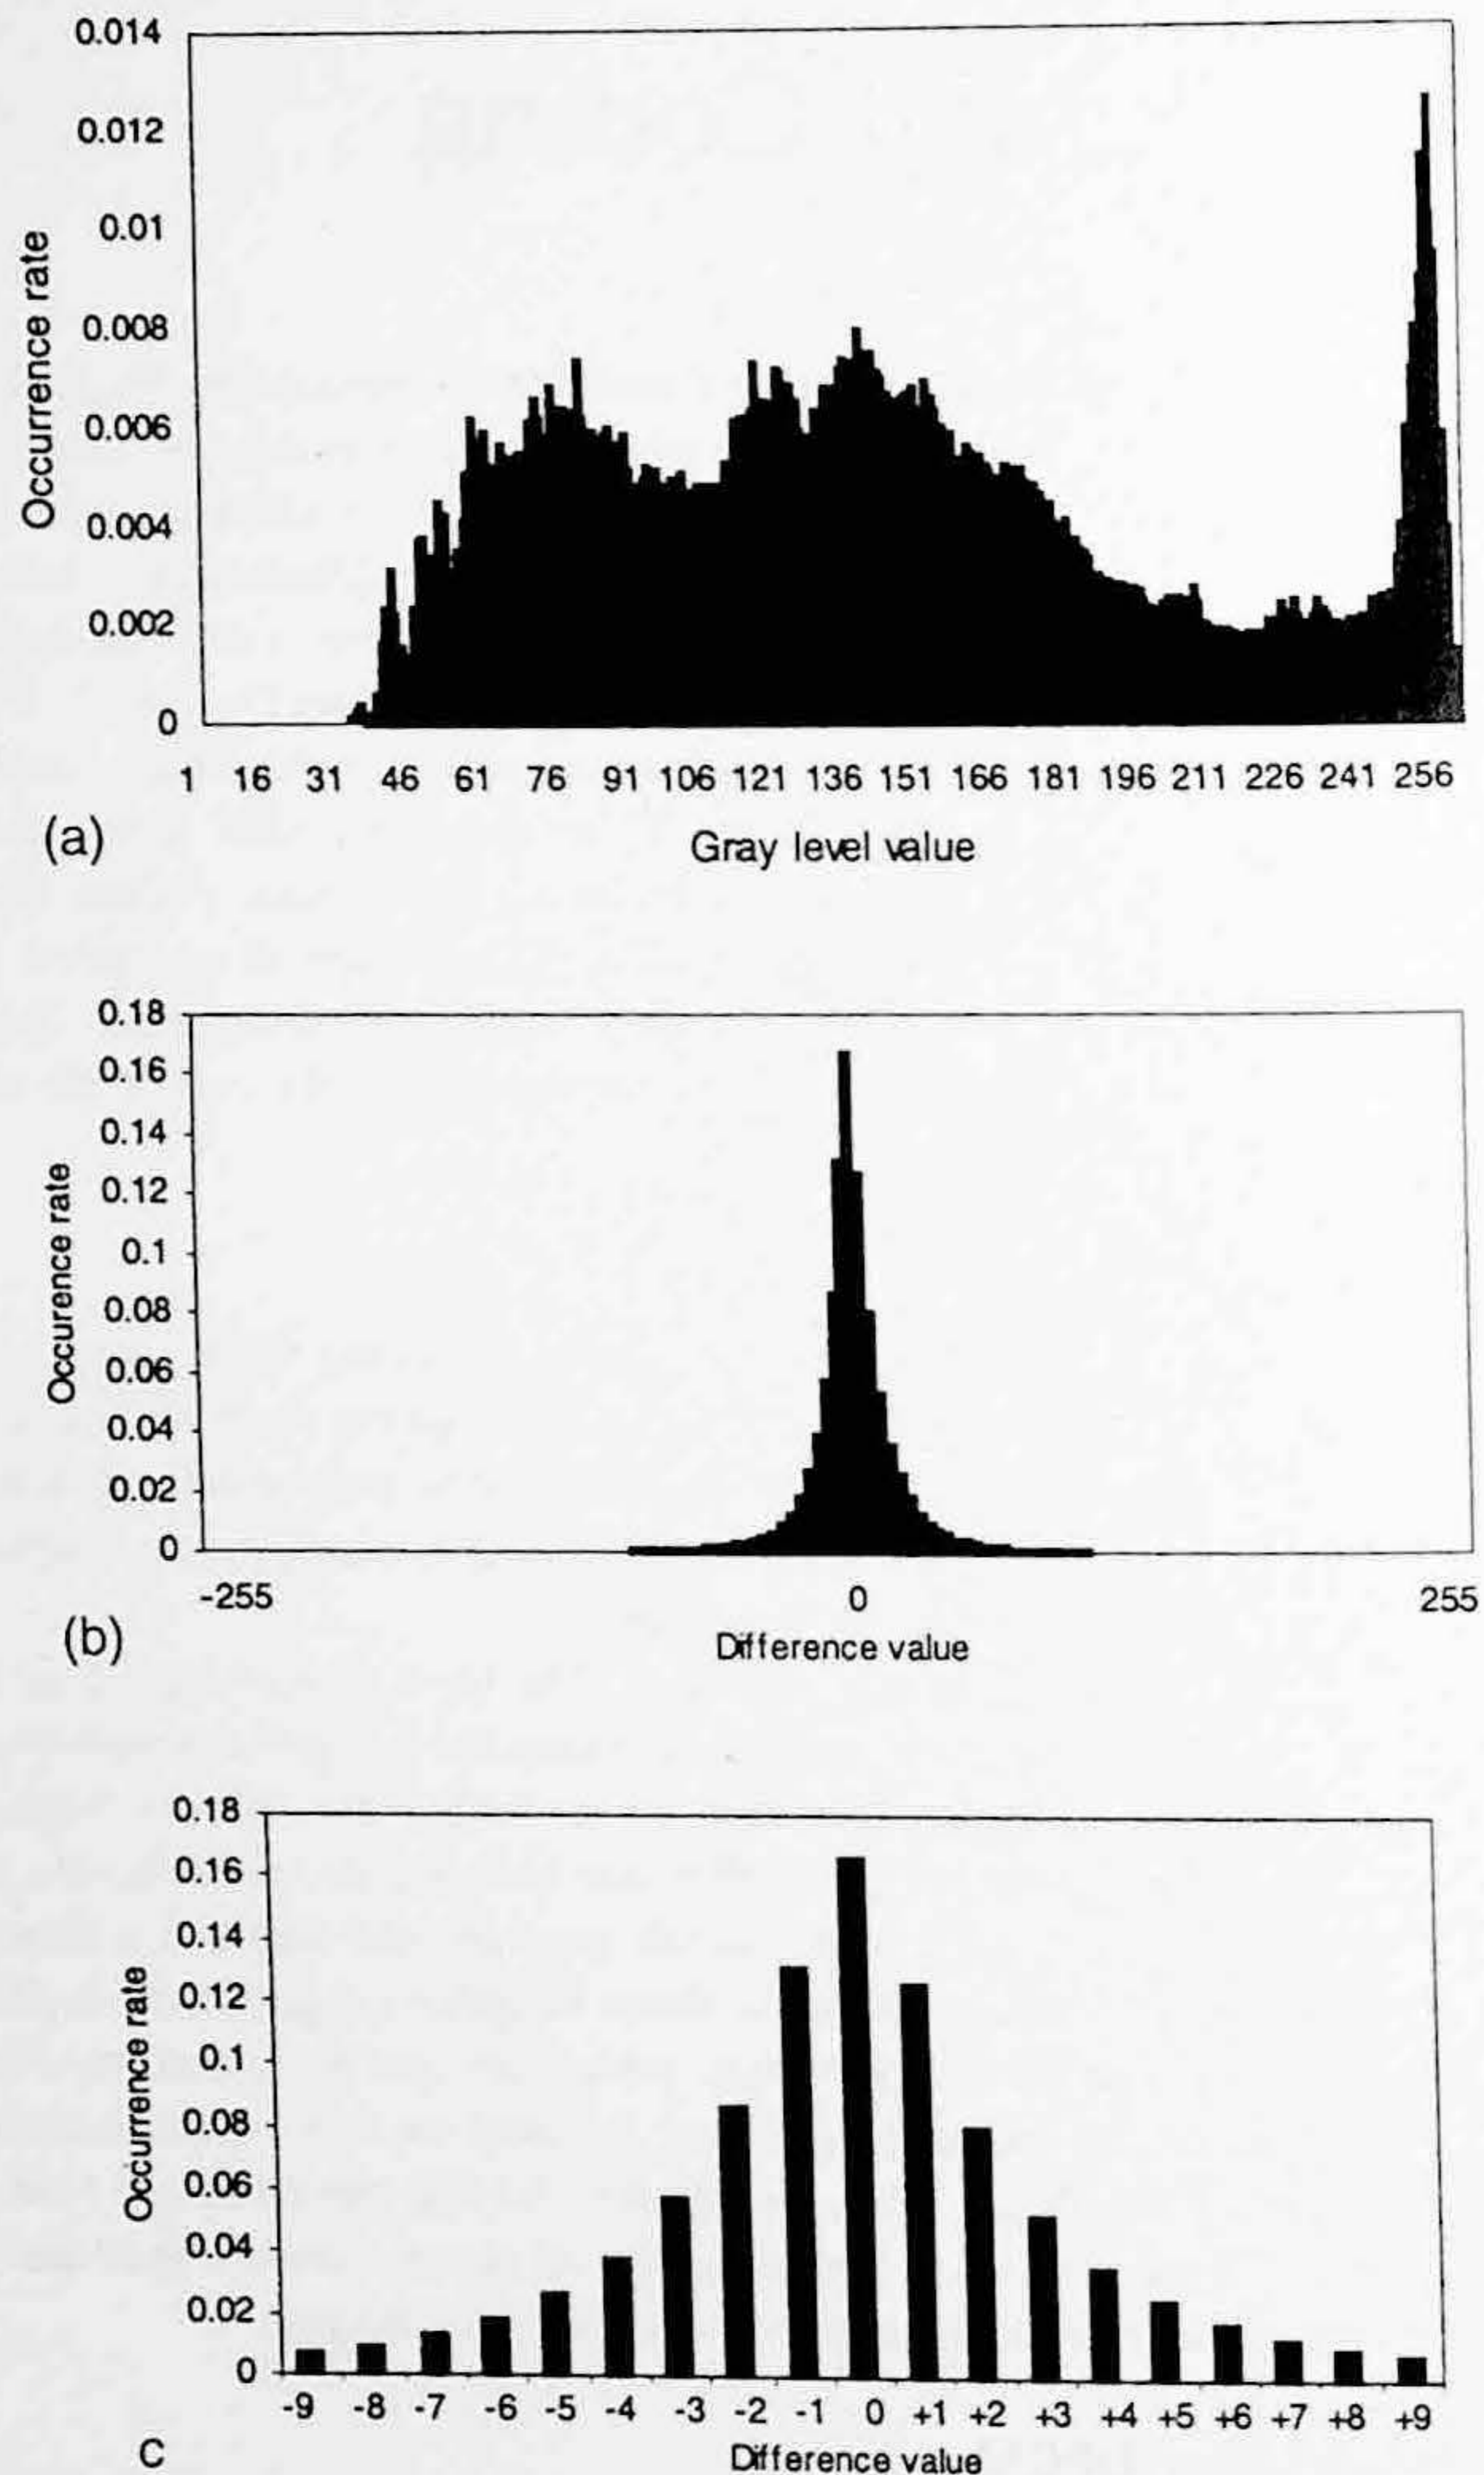 0.014
0.012
0.01
0.008
0.006
0.004
0.002
0
Occurrence rate
1 16 31 46 61 76 91 106 121 136 151 166 181 196 211 226 241 256
(a)
Gray level value
0.18
0.16
0.14
0.12
0.1
0.08
0.06
0.04
0.02
0
Occurence rate
-255 0 255
(b)
Difference value
0.18
0.16
0.14
0.12
0.1
0.08
0.06
0.04
0.02
0
Occurrence rate
-9 -8 -7 -6 -5 -4 -3 -2 -1 0 +1 +2 +3 +4 +5 +6 +7 +8 +9
C
Difference value